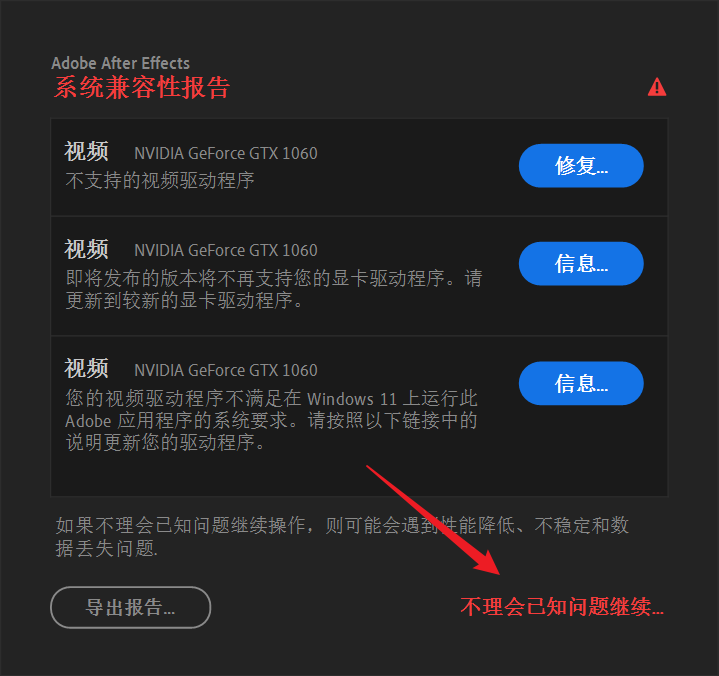 Adobe After Effects
系统兼容性报告
视频 NVIDIA GeForce GTX 1060
不支持的视频驱动程序
修复...
视频 NVIDIA GeForce GTX 1060
即将发布的版本将不再支持您的显卡驱动程序。请
更新到较新的显卡驱动程序。
信息...
视频 NVIDIA GeForce GTX 1060
您的视频驱动程序不满足在 Windows 11 上运行此
Adobe 应用程序的系统要求。请按照以下链接中的
说明更新您的驱动程序。
信息...
如果不理会已知问题继续操作，则可能会遇到性能降低、不稳定和数
据丢失问题.
导出报告...
不理会已知问题继续...